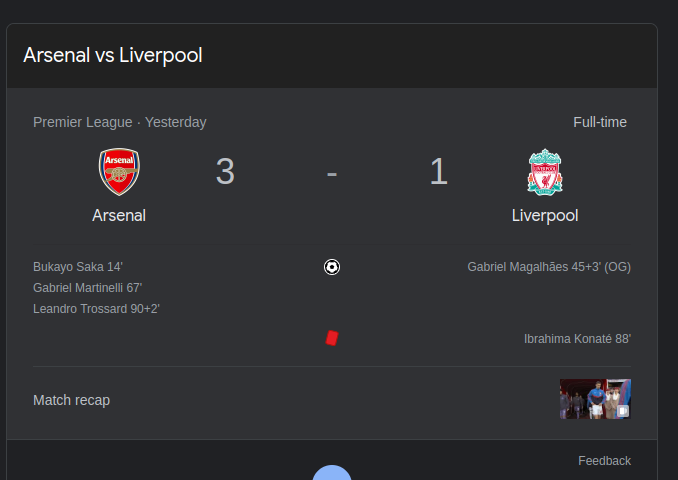 Arsenal vs Liverpool
Premier League · Yesterday
Full-time
Arsenal
3 - 1
Arsenal
Liverpool
Bukayo Saka 14'
Gabriel Magalhães 45+3' (OG)
Gabriel Martinelli 67'
Leandro Trossard 90+2'
Ibrahima Konaté 88'
Match recap
Feedback